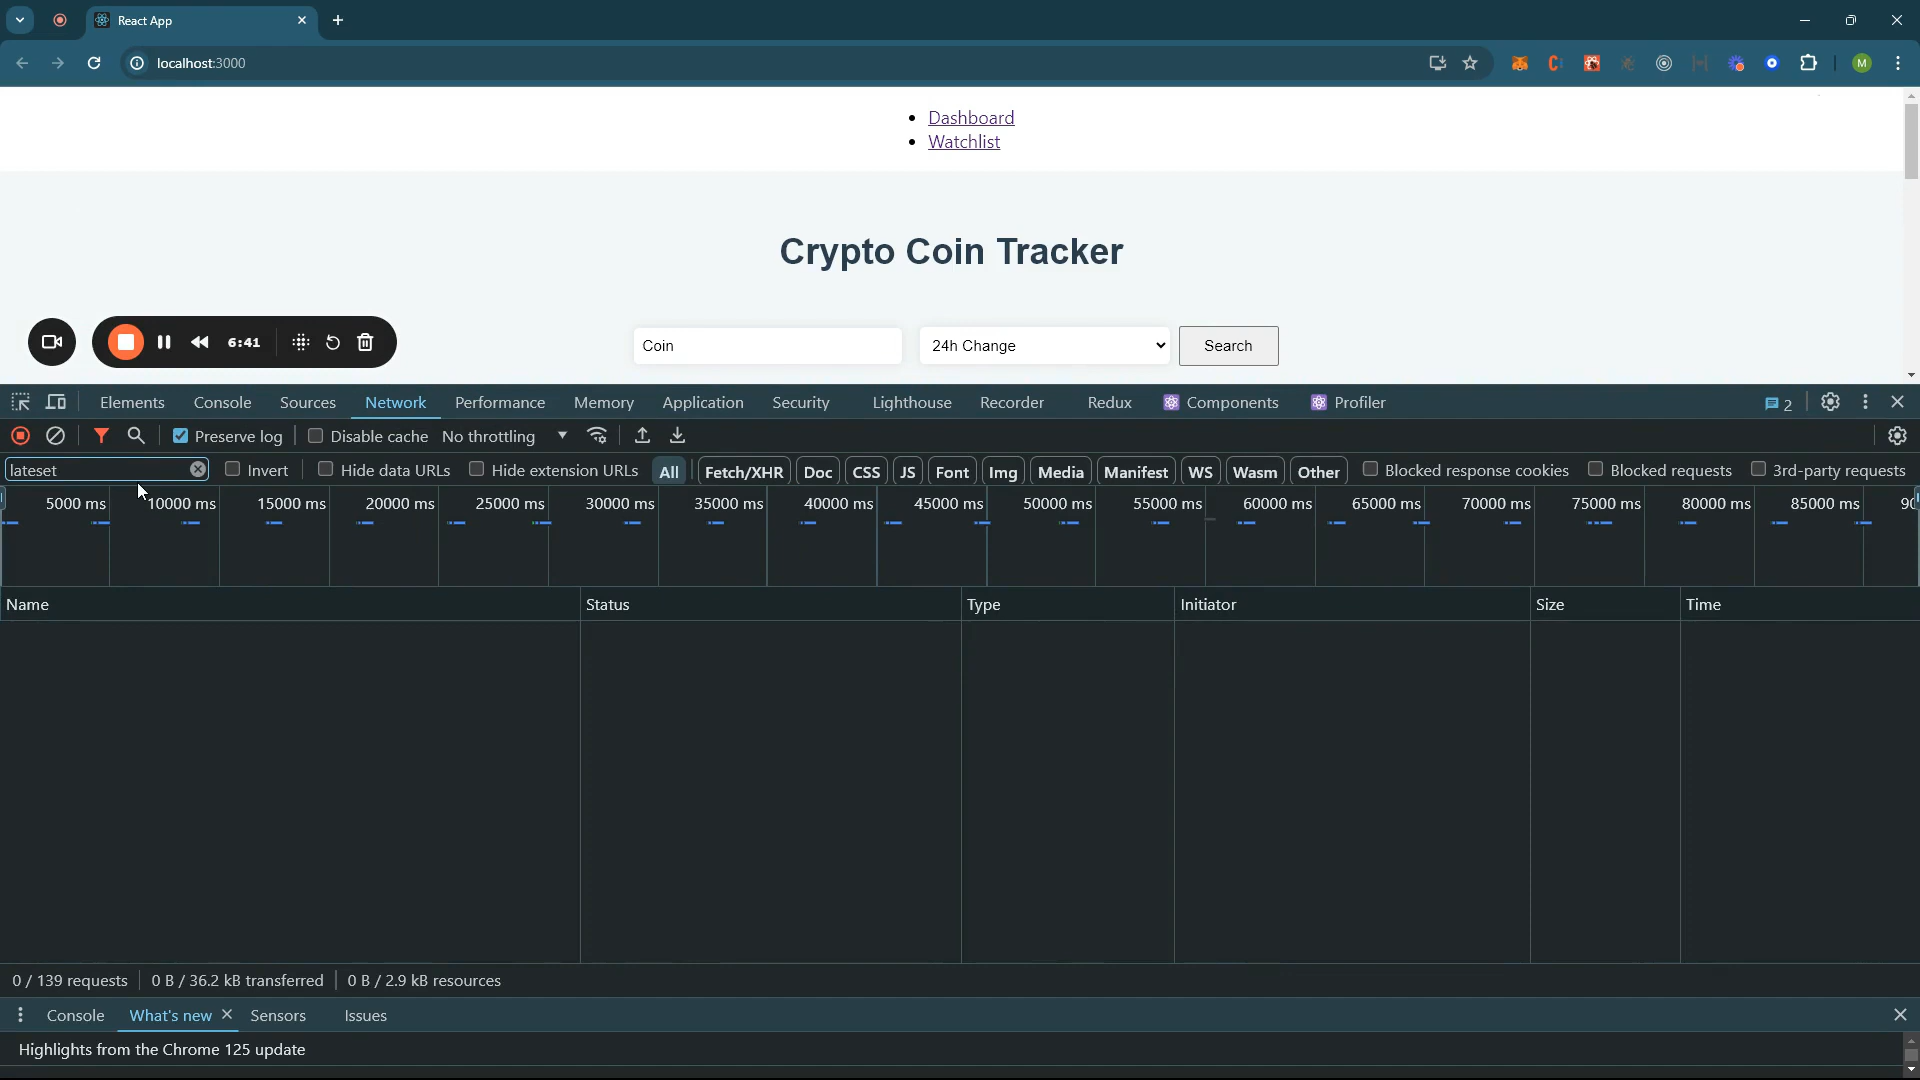 React App
localhost:3000
M
Dashboard
Watchlist
Crypto Coin Tracker
6:41
Coin
24h Change
Search
Elements
Console
Sources
Network
Performance
Memory
Application
Security
Lighthouse
Recorder
Redux
Components
Profiler
2
Preserve log
Disable cache
No throttling
lateset
Invert
Hide data URLs
Hide extension URLs
All
Fetch/XHR
Doc
CSS
JS
Font
Img
Media
Manifest
WS
Wasm
Other
Blocked response cookies
Blocked requests
3rd-party requests
5000 ms
10000 ms
15000 ms
20000 ms
25000 ms
30000 ms
35000 ms
40000 ms
45000 ms
50000 ms
55000 ms
60000 ms
65000 ms
70000 ms
75000 ms
80000 ms
85000 ms
Name
Status
Type
Initiator
Size
Time
0 / 139 requests
0 B / 36.2 kB transferred
0 B / 2.9 kB resources
Console
What's new
Sensors
Issues
Highlights from the Chrome 125 update